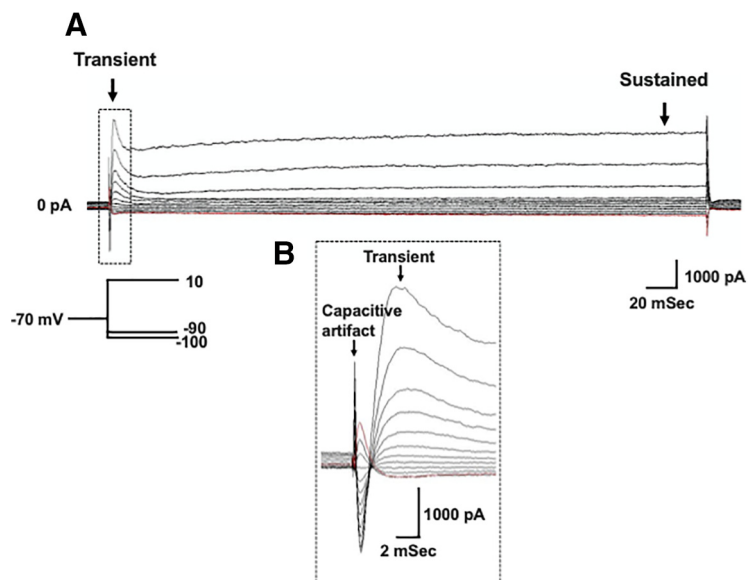 A
Transient
Sustained
0 pA
1000 pA
20 mSec
-70 mV
10
-90
-100
B
Transient
Capacitive
artifact
1000 pA
2 mSec